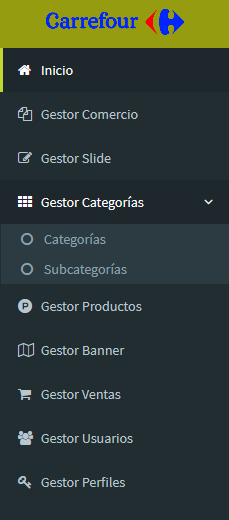 Carrefour
Inicio
Gestor Comercio
Gestor Slide
Gestor Categorías
Categorías
Subcategorías
P Gestor Productos
Gestor Banner
Gestor Ventas
Gestor Usuarios
Gestor Perfiles